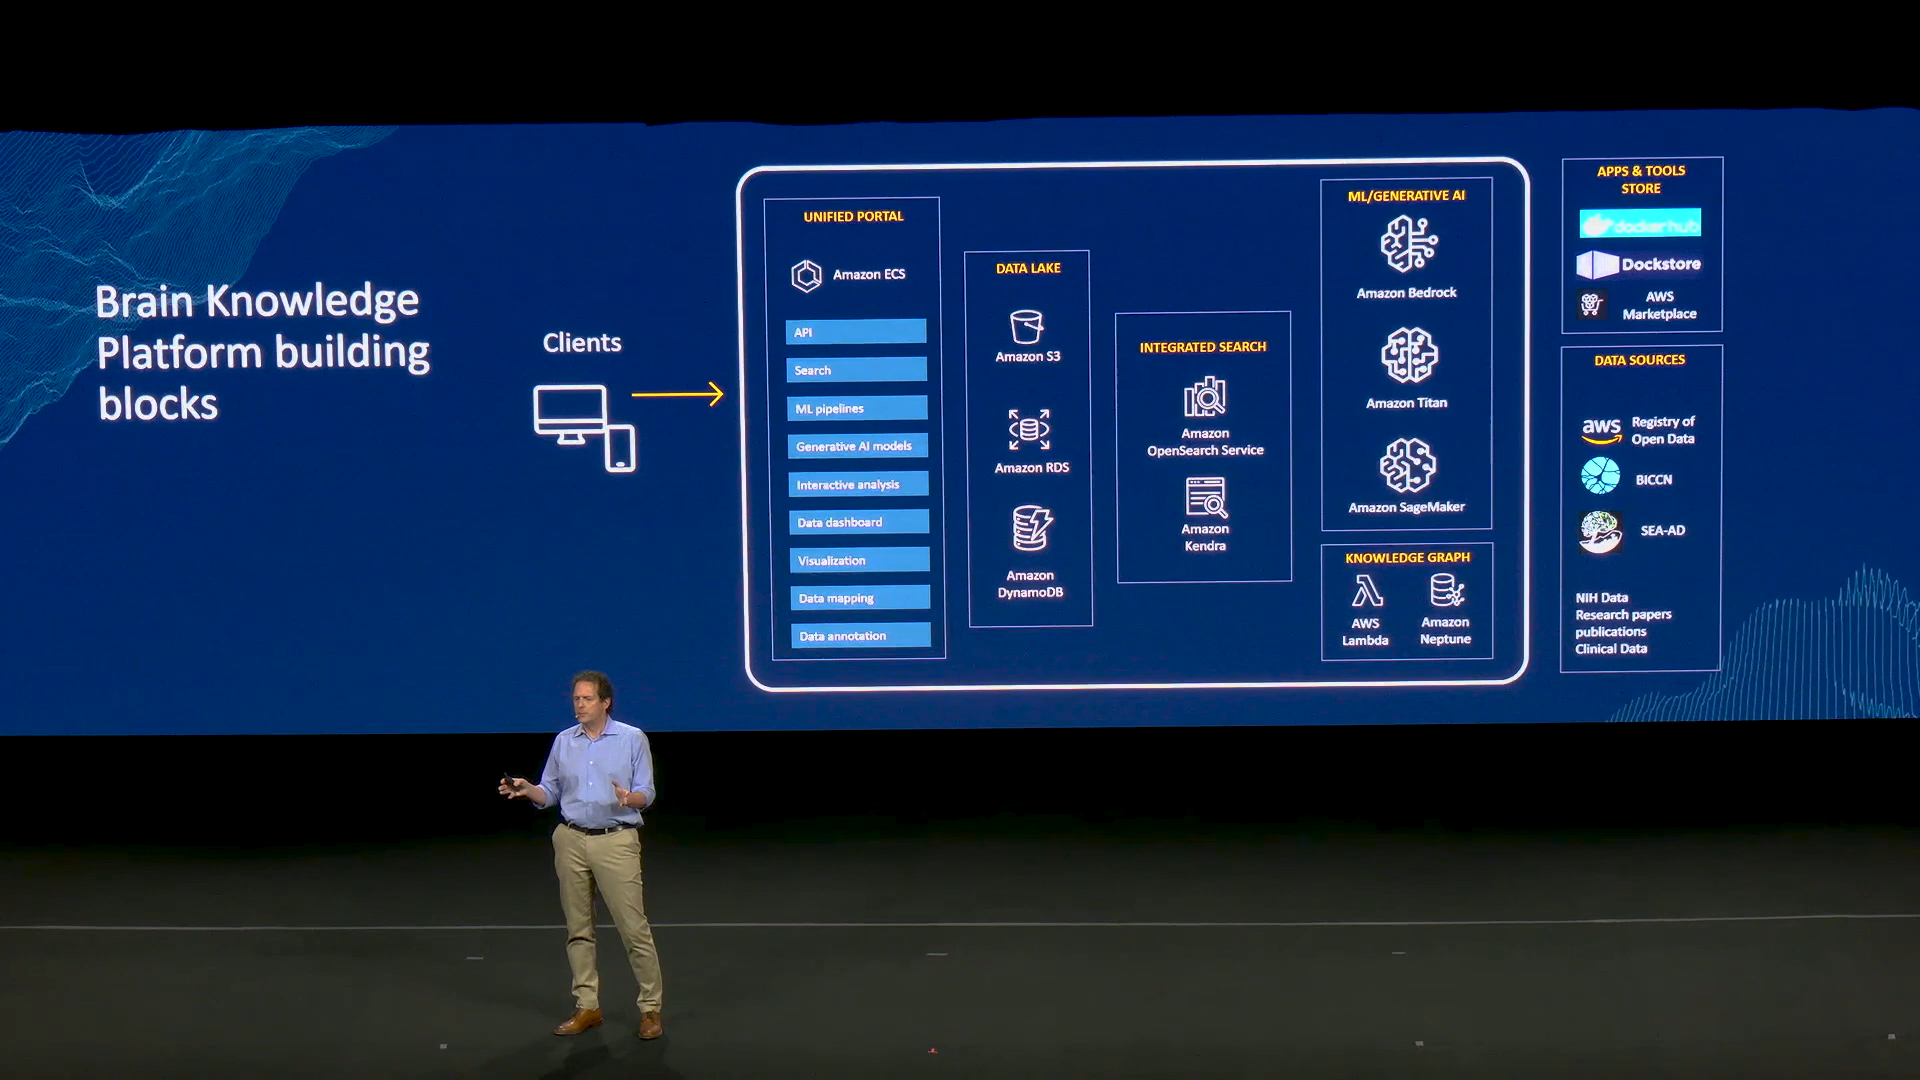 Brain Knowledge
Platform building
blocks
Clients
UNIFIED PORTAL
Amazon ECS
API
Search
ML pipelines
Generative AI models
Interactive analysis
Data dashboard
Visualization
Data mapping
Data annotation
DATA LAKE
Amazon S3
Amazon RDS
Amazon
DynamoDB
INTEGRATED SEARCH
Amazon
OpenSearch Service
Amazon
Kendra
ML/GENERATIVE AI
Amazon Bedrock
Amazon Titan
Amazon SageMaker
KNOWLEDGE GRAPH
AWS
Lambda
Amazon
Neptune
APPS & TOOLS
STORE
dockerhub
Dockstore
AWS
Marketplace
DATA SOURCES
aws
Registry of
Open Data
BICCN
SEA-AD
NIH Data
Research papers
publications
Clinical Data